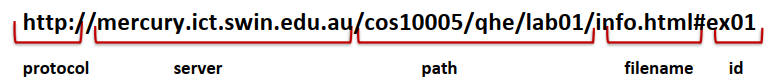 http://mercury.ict.swin.edu.au/cos10005/qhe/lab01/info.html#ex01
protocol server path filename id